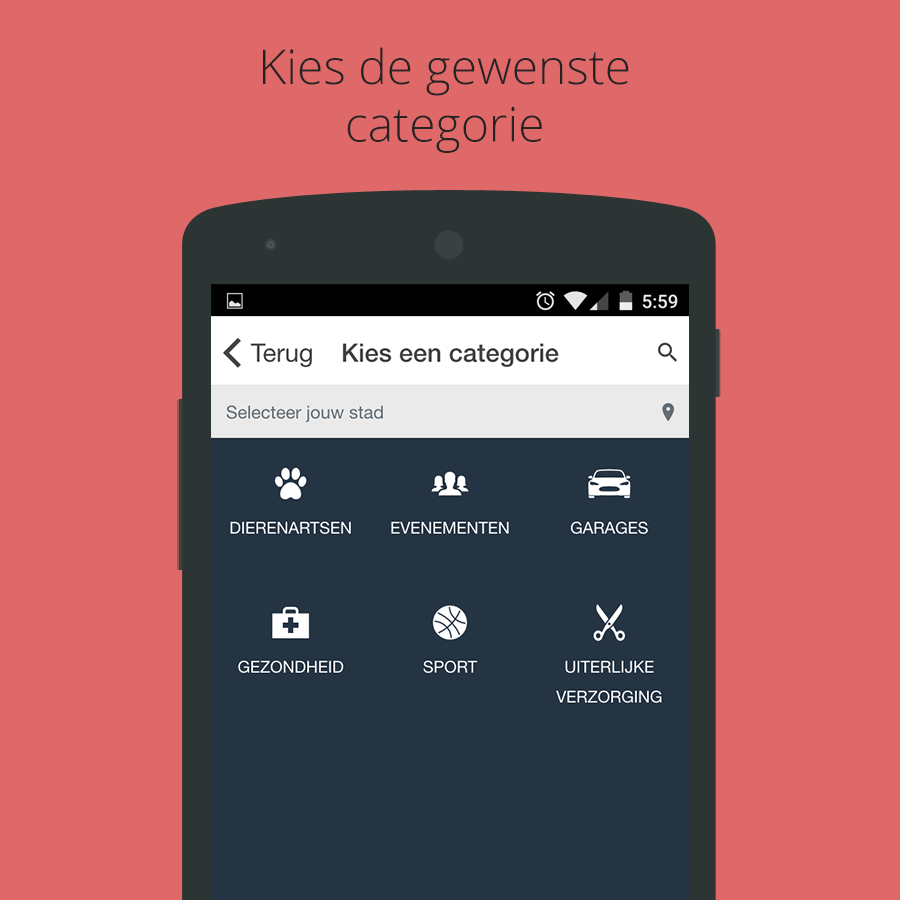 Kies de gewenste
categorie
5:59
Terug Kies een categorie
Selecteer jouw stad
DIERENARTSEN EVENEMENTEN GARAGES
GEZONDHEID SPORT UITERLIJKE
VERZORGING